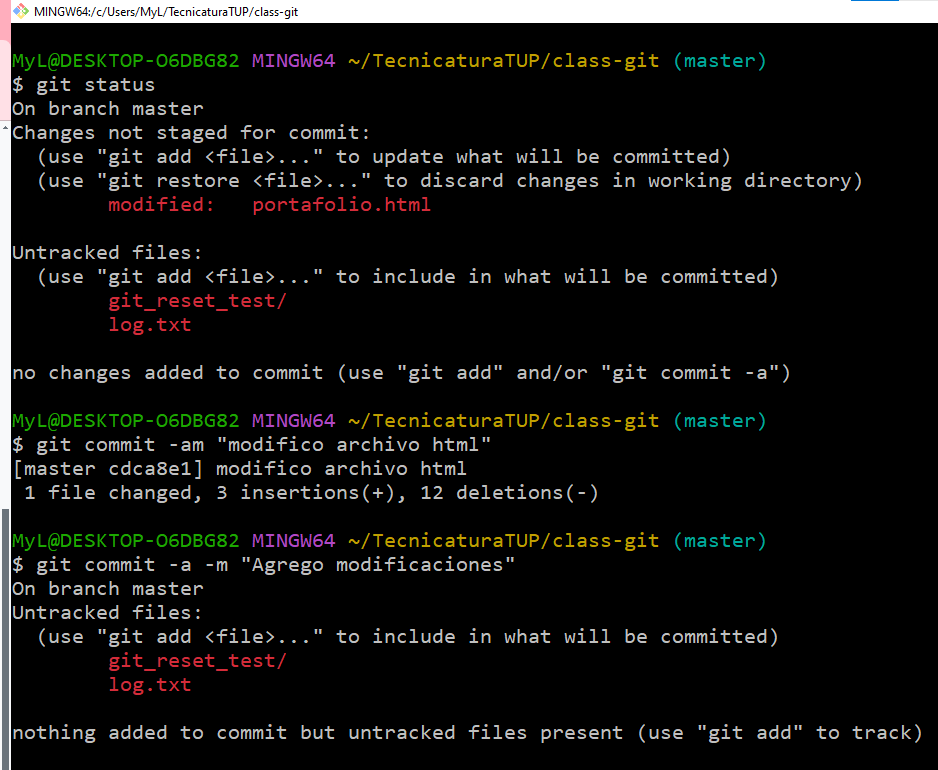 MINGW64:/c/Users/MyL/TecnicaturaTUP/class-git
MyL@DESKTOP-O6DBG82 MINGW64 ~/TecnicaturaTUP/class-git (master)
$ git status
On branch master
Changes not staged for commit:
  (use "git add <file>..." to update what will be committed)
  (use "git restore <file>..." to discard changes in working directory)
        modified:   portafolio.html
Untracked files:
  (use "git add <file>..." to include in what will be committed)
        git_reset_test/
        log.txt
no changes added to commit (use "git add" and/or "git commit -a")
MyL@DESKTOP-O6DBG82 MINGW64 ~/TecnicaturaTUP/class-git (master)
$ git commit -am "modifico archivo html"
[master cdca8e1] modifico archivo html
 1 file changed, 3 insertions(+), 12 deletions(-)
MyL@DESKTOP-O6DBG82 MINGW64 ~/TecnicaturaTUP/class-git (master)
$ git commit -a -m "Agrego modificaciones"
On branch master
Untracked files:
  (use "git add <file>..." to include in what will be committed)
        git_reset_test/
        log.txt
nothing added to commit but untracked files present (use "git add" to track)